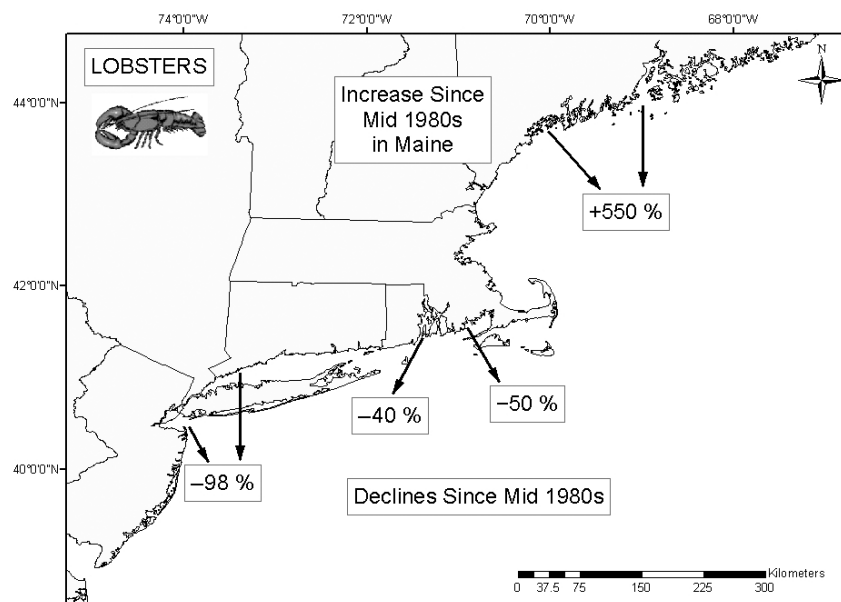 74°0'0"W 72°0'0"W 70°0'0"W 68°0'0"W
LOBSTERS
Increase Since
Mid 1980s
in Maine
N
44°0'0"N
+550 %
42°0'0"N
–40 %
–50 %
40°0'0"N
–98 %
Declines Since Mid 1980s
Kilometers
0 37.5 75 150 225 300